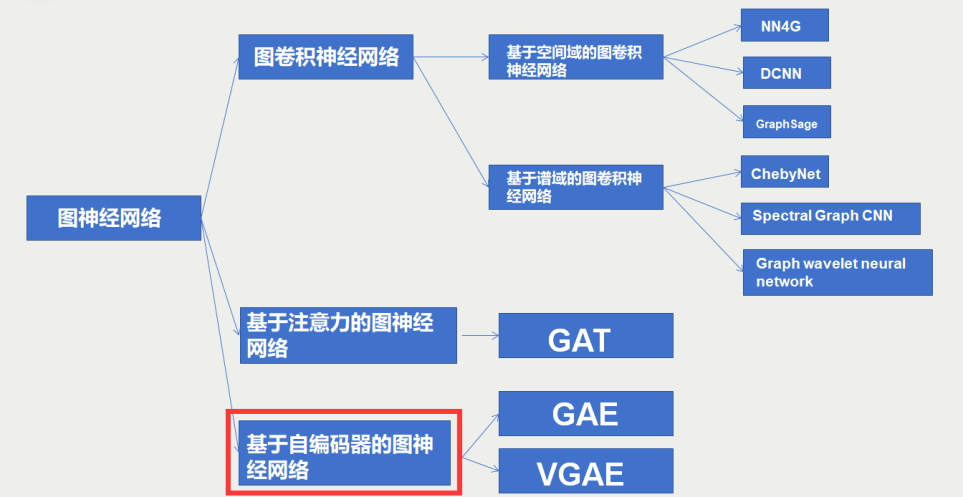 图神经网络
图卷积神经网络
基于空间域的图卷积
神经网络
NN4G
DCNN
GraphSage
基于谱域的图卷积神
经网络
ChebyNet
Spectral Graph CNN
Graph wavelet neural
network
基于注意力的图神经
网络
GAT
基于自编码器的图神
经网络
GAE
VGAE